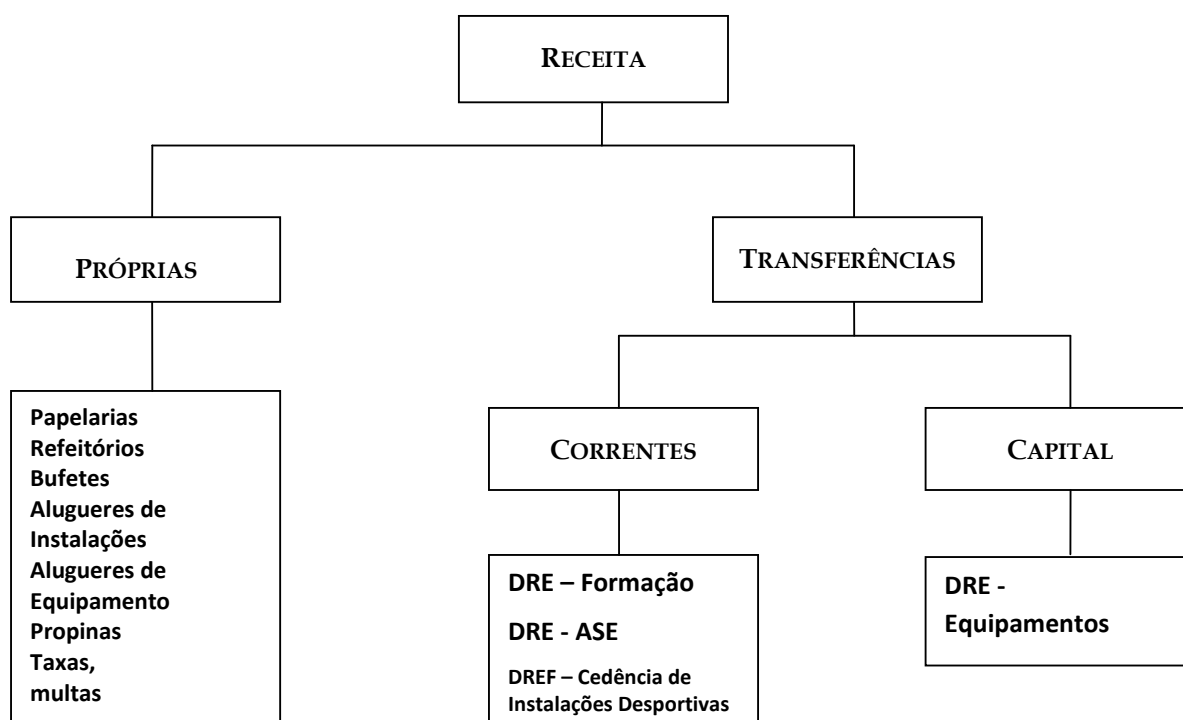 RECEITA
PRÓPRIAS
TRANSFERÊNCIAS
Papelarias
Refeitórios
Bufetes
Alugueres de
Instalações
Alugueres de
Equipamento
Propinas
Taxas,
multas
CORRENTES
CAPITAL
DRE – Formação
DRE - ASE
DREF – Cedência de
Instalações Desportivas
DRE -
Equipamentos